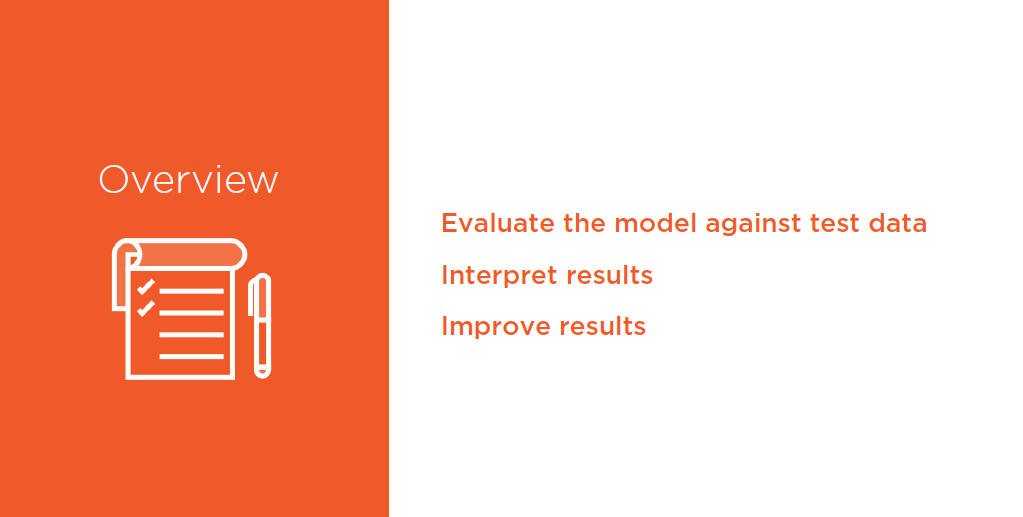 Overview
Evaluate the model against test data
Interpret results
Improve results